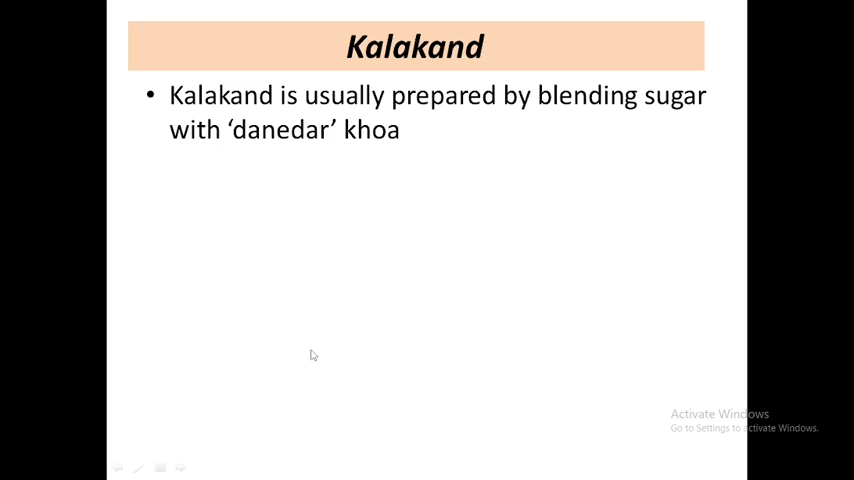 Kalakand
• Kalakand is usually prepared by blending sugar
with ‘danedar’ khoa
Activate Windows
Go to Settings to activate Windows.